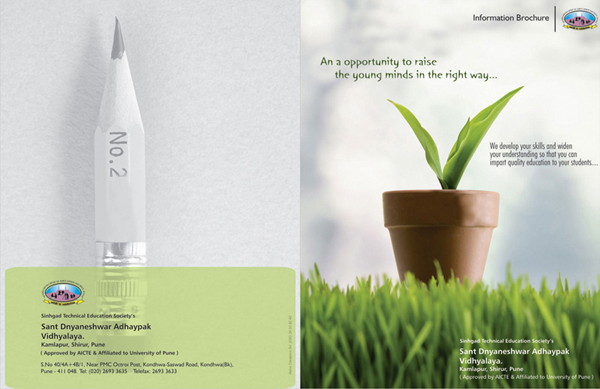 No.2
Sinhgad Technical Education Society's
Sant Dnyaneshwar Adhaypak
Vidhyalaya.
Kamlapur, Shirur, Pune
( Approved by AICTE & Affiliated to University of Pune )
S.No 40/4A+4B/1, Near PMC Octroi Post, Kondhwa-Saswad Road, Kondhwa(Bk),
Pune - 411 048. Tel: (020) 2693 3635 Telefax: 2693 3633
Information Brochure
An a opportunity to raise
the young minds in the right way...
We develop your skills and widen
your understanding so that you can
impart quality education to your students....
Sinhgad Technical Education Society's
Sant Dnyaneshwar Adhaypak
Vidhyalaya.
Kamlapur, Shirur, Pune
( Approved by AICTE & Affiliated to University of Pune )